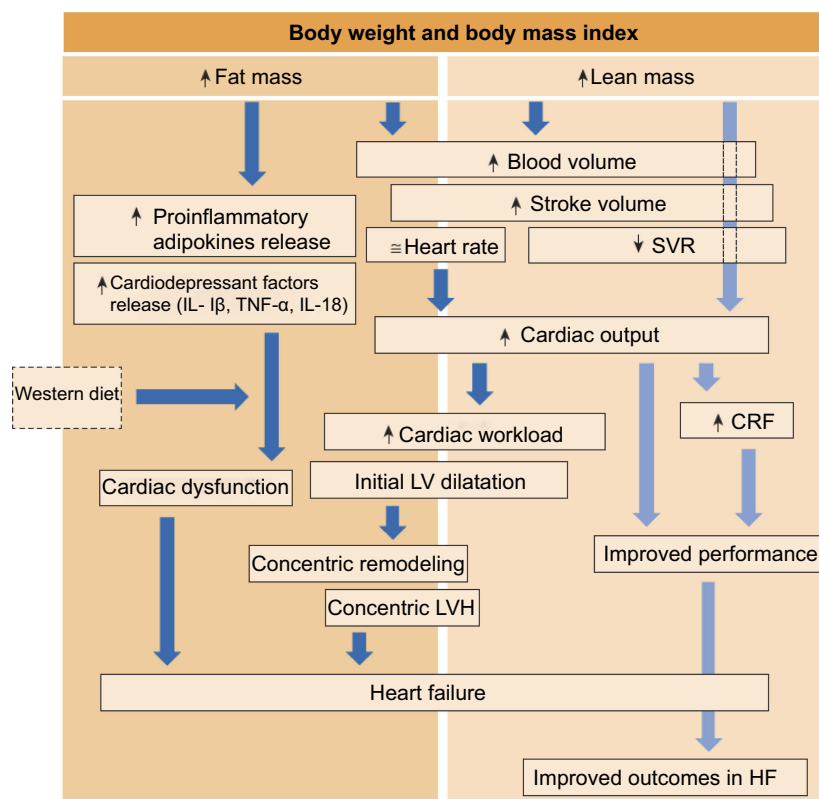 Body weight and body mass index
↑Fat mass
↑Lean mass
↑ Blood volume
↑ Stroke volume
↑ Proinflammatory
adipokines release
≅Heart rate
↓ SVR
↑Cardiodepressant factors
release (IL- Iβ, TNF-α, IL-18)
↑ Cardiac output
Western diet
↑ Cardiac workload
↑ CRF
Cardiac dysfunction
Initial LV dilatation
Concentric remodeling
Improved performance
Concentric LVH
Heart failure
Improved outcomes in HF